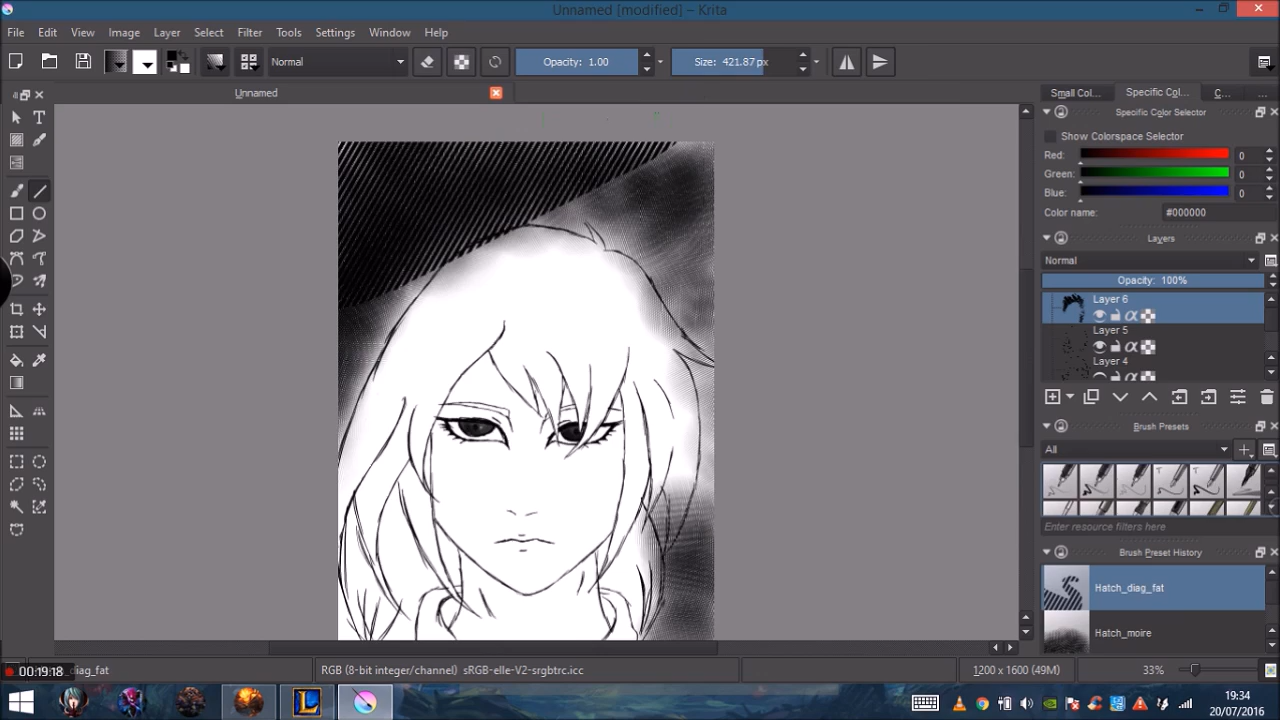 Unnamed [modified] – Krita
File Edit View Image Layer Select Filter Tools Settings Window Help
Normal Opacity: 1.00 Size: 421.87 px
Unnamed
Small Col... Specific Col... C... ...
Specific Color Selector
Show Colorspace Selector
Red: 0
Green: 0
Blue: 0
Color name: #000000
Layers
Normal
Opacity: 100%
Layer 6
Layer 5
Layer 4
Brush Presets
All
Enter resource filters here
Brush Preset History
Hatch_diag_fat
Hatch_moire
00:19:18 diag_fat RGB (8-bit integer/channel) sRGB-elle-V2-srgbtrc.icc 1200 x 1600 (49M) 33%
19:34
20/07/2016